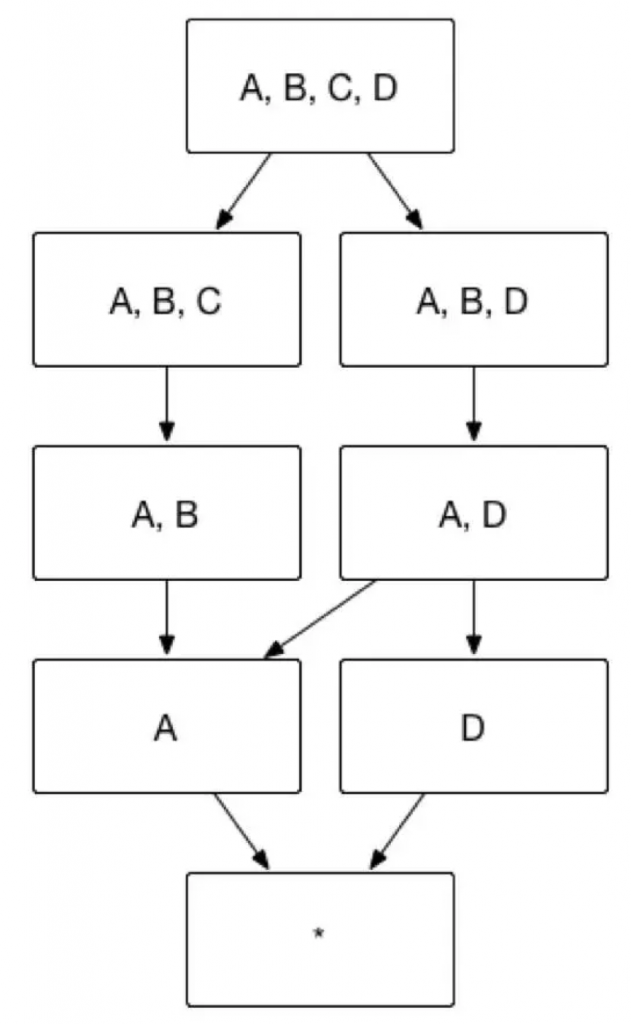 A, B, C, D
A, B, C
A, B, D
A, B
A, D
A
D
*